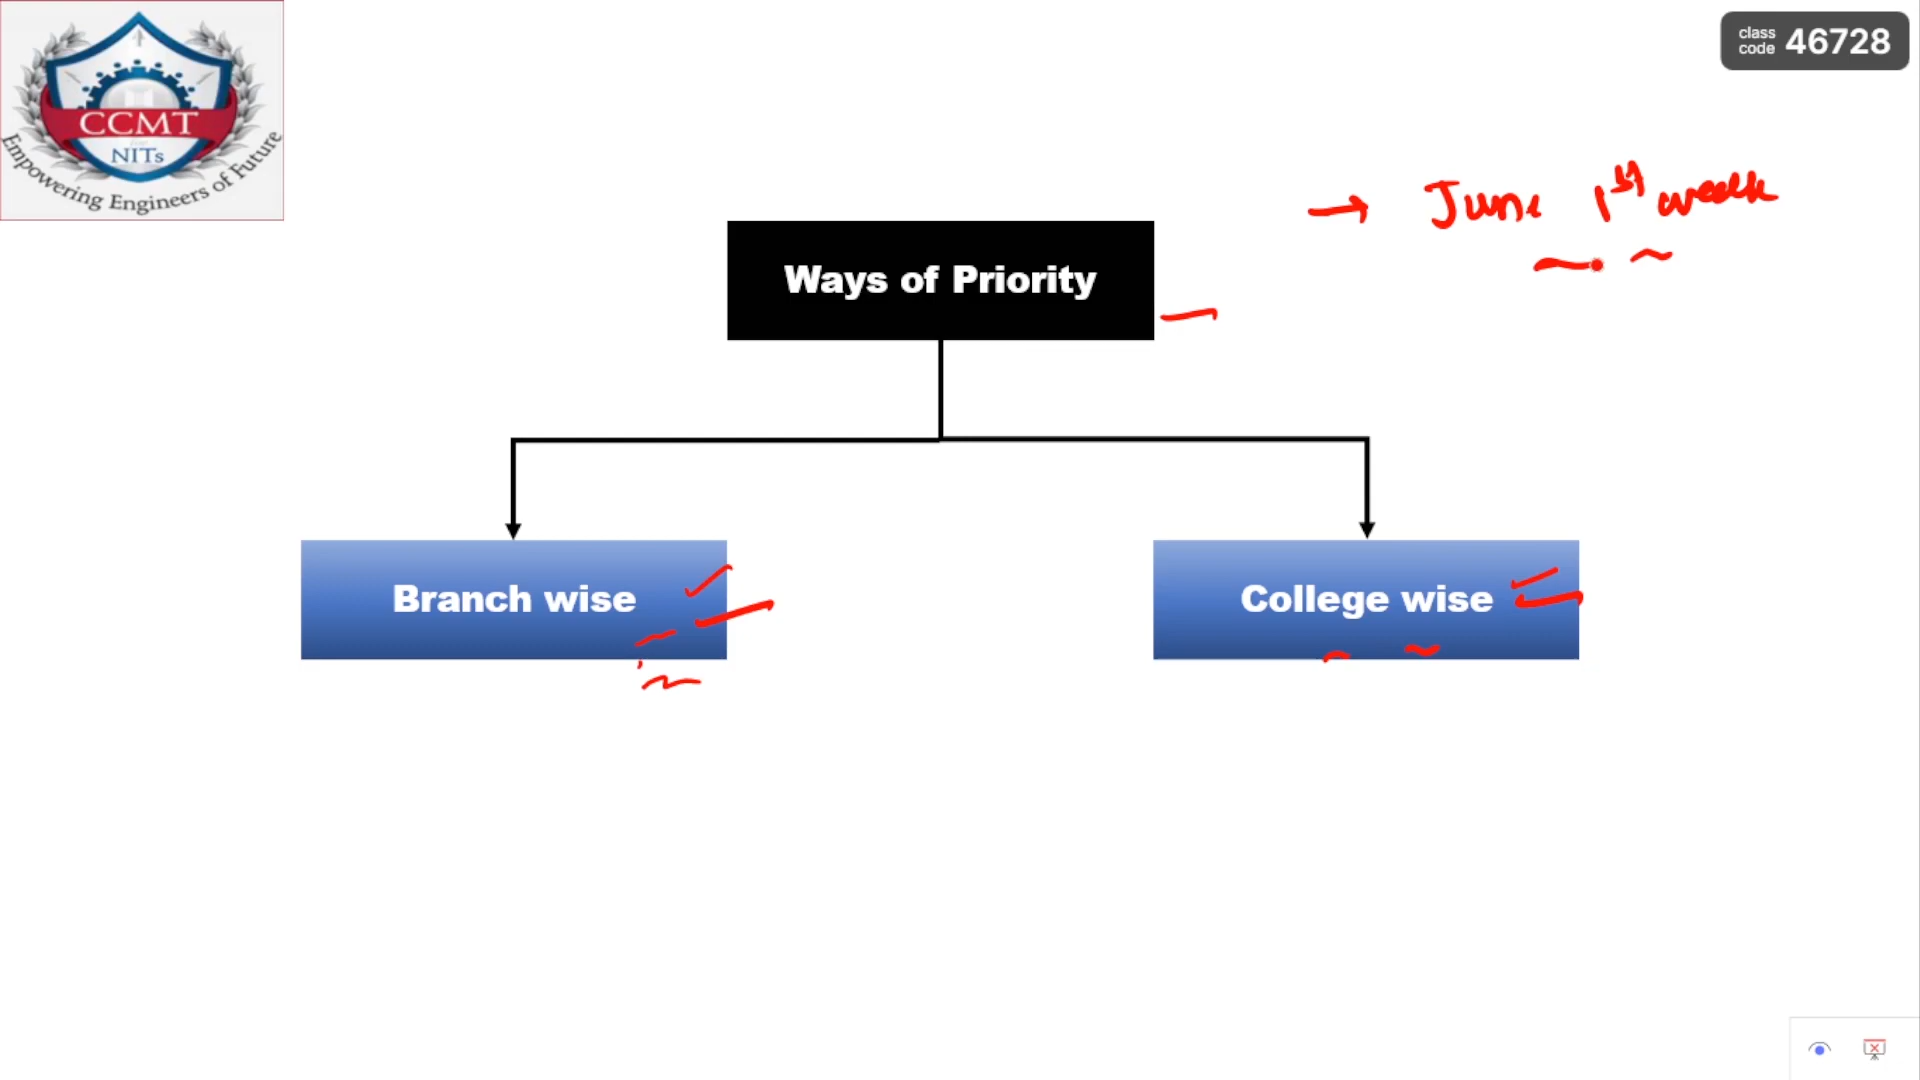 class code 46728
CCMT
for
NITs
Empowering Engineers of Future
→ June 1st week
Ways of Priority
Branch wise
College wise